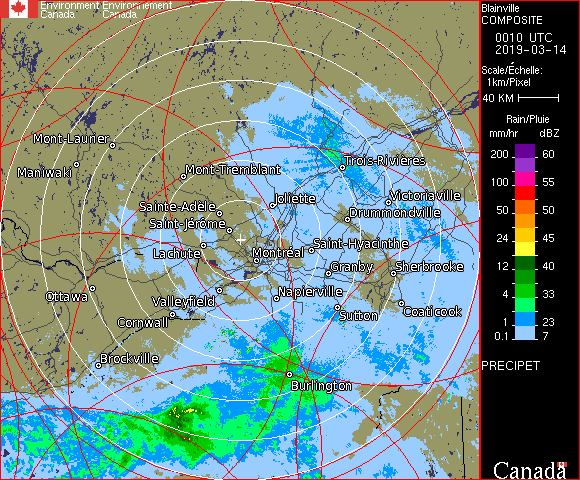 Environment Environnement
Canada Canada
Blainville
COMPOSITE
0010 UTC
2019-03-14
Scale/Échelle:
1km/Pixel
40 KM
Rain/Pluie
mm/hr dBZ
200 60
100 55
50 50
24 45
12 40
4 33
1 23
0.1 7
PRECIPET
Canada
Mont-Laurier
Maniwaki
Mont-Tremblant
Trois-Rivières
Joliette
Victoriaville
Sainte-Adèle
Drummondville
Saint-Jérôme
Saint-Hyacinthe
Lachute
Montréal
Granby
Sherbrooke
Ottawa
Valleyfield
Napierville
Coaticook
Cornwall
Sutton
Brockville
Burlington